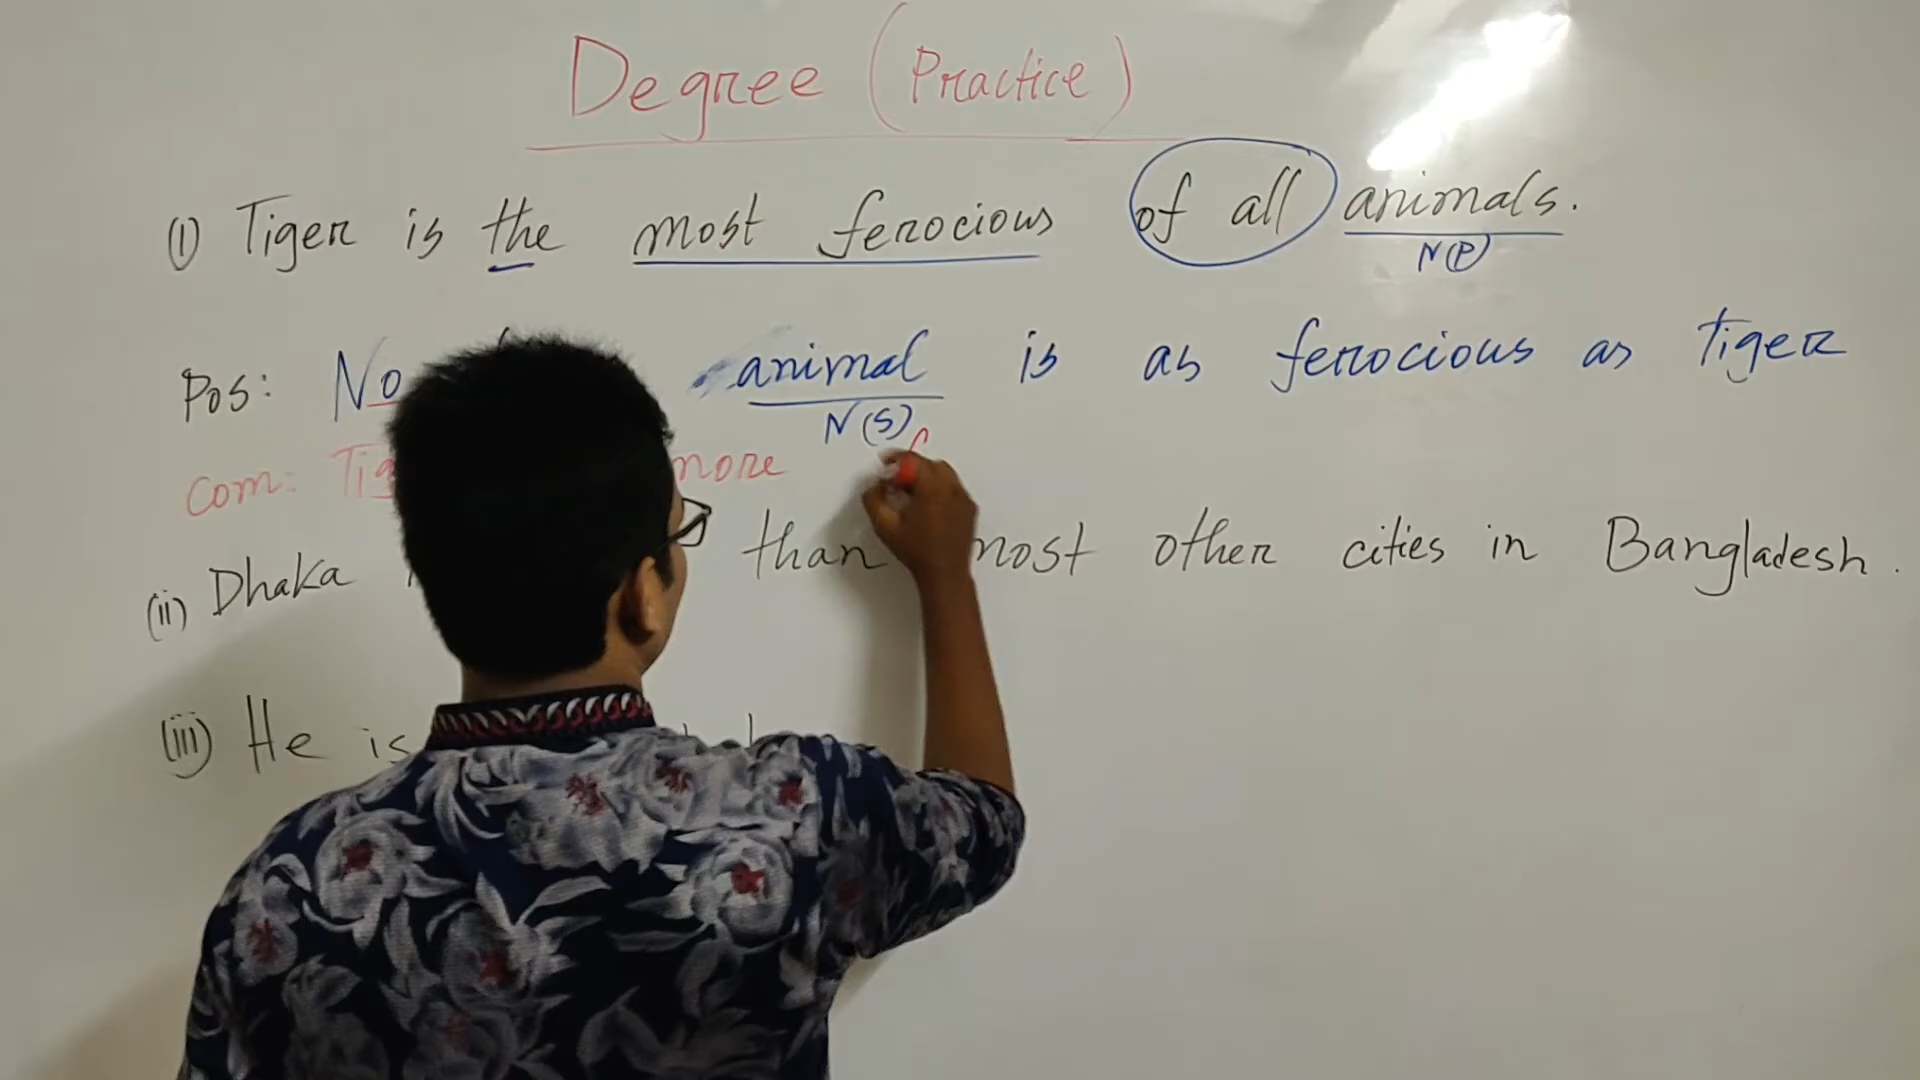 Degree (Practice)
(i) Tiger is the most ferocious of all animals.
N(P)
Pos: No animal is as ferocious as tiger
N(S)
Com: more
(ii) Dhaka than most other cities in Bangladesh.
(iii) He is